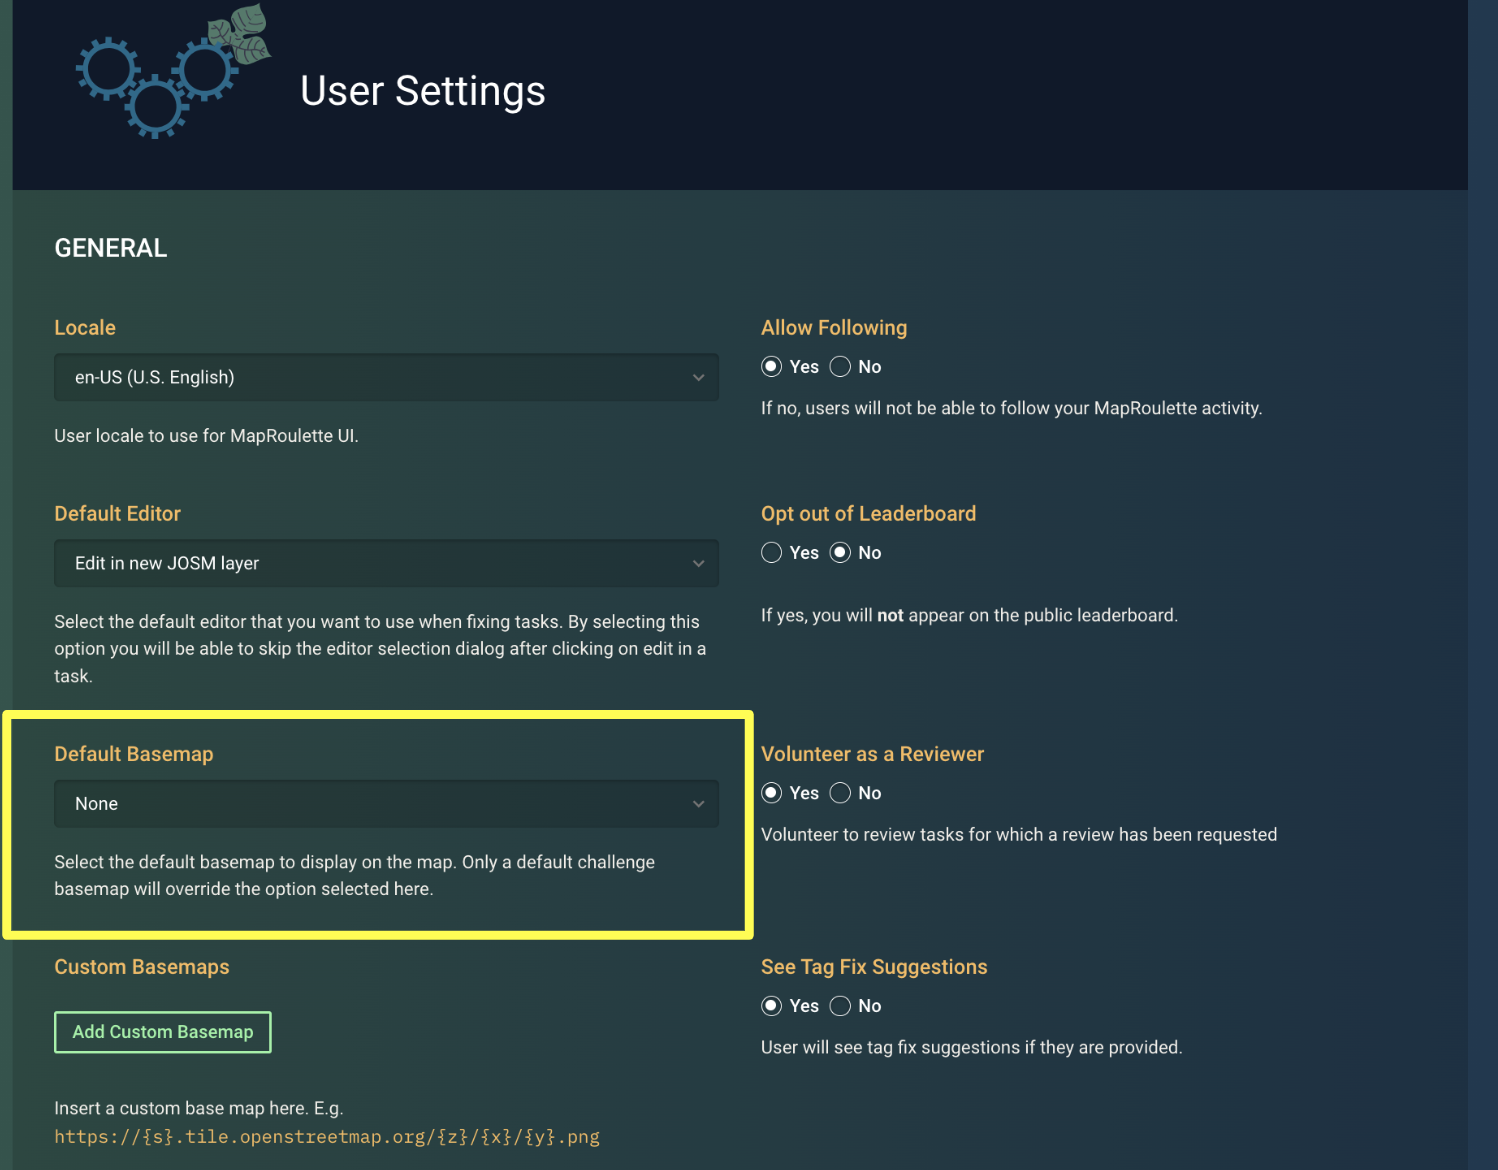 User Settings
GENERAL
Locale
en-US (U.S. English)
User locale to use for MapRoulette UI.
Default Editor
Edit in new JOSM layer
Select the default editor that you want to use when fixing tasks. By selecting this
option you will be able to skip the editor selection dialog after clicking on edit in a
task.
Default Basemap
None
Select the default basemap to display on the map. Only a default challenge
basemap will override the option selected here.
Custom Basemaps
Add Custom Basemap
Insert a custom base map here. E.g.
https://{s}.tile.openstreetmap.org/{z}/{x}/{y}.png
Allow Following
Yes No
If no, users will not be able to follow your MapRoulette activity.
Opt out of Leaderboard
Yes No
If yes, you will not appear on the public leaderboard.
Volunteer as a Reviewer
Yes No
Volunteer to review tasks for which a review has been requested
See Tag Fix Suggestions
Yes No
User will see tag fix suggestions if they are provided.